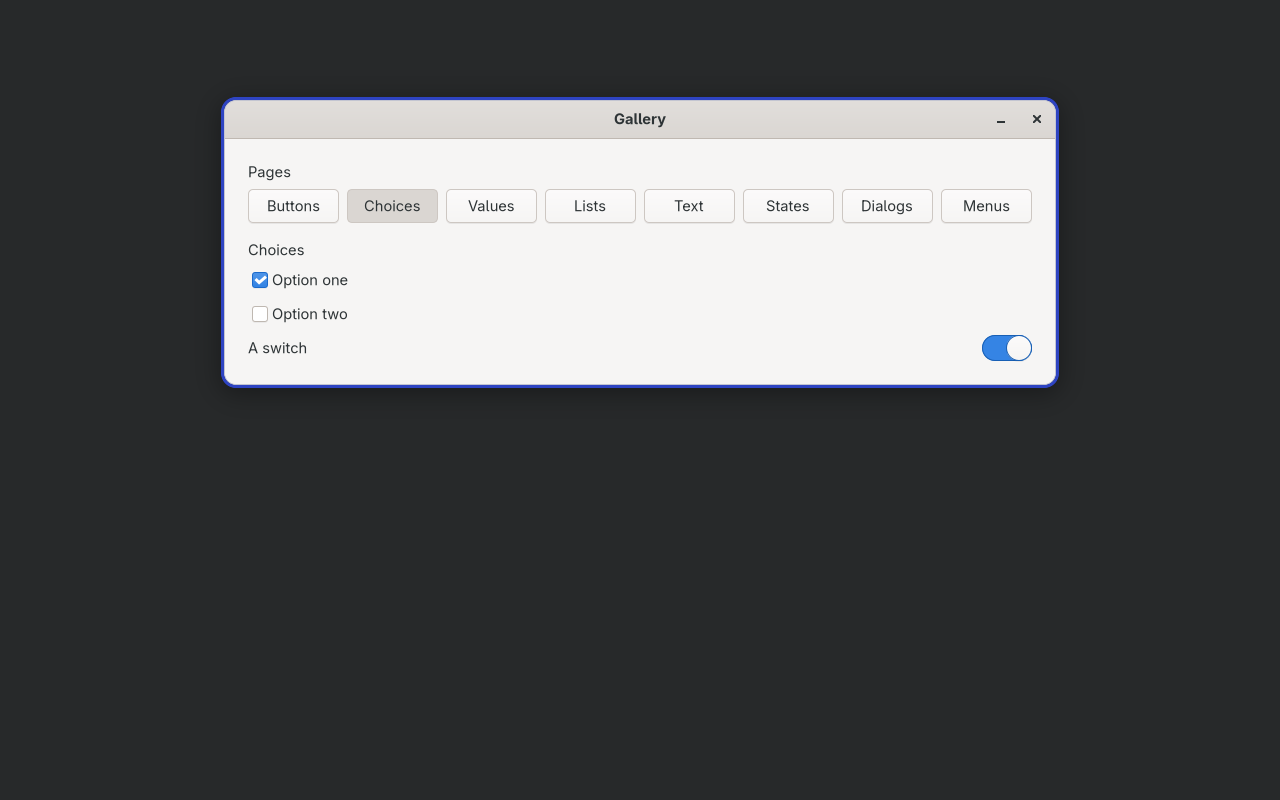 Gallery
Pages
Buttons Choices Values Lists Text States Dialogs Menus
Choices
Option one
Option two
A switch